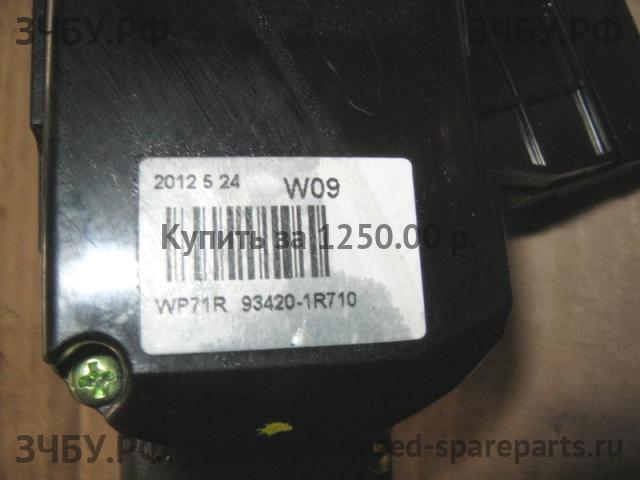 ЗЧБУ.РФ
ЗЧБУ.РФ
2012 5 24
W09
Купить за 1250.00 р.
WP71R 93420-1R710
ЗЧБУ.РФ
used-spareparts.ru